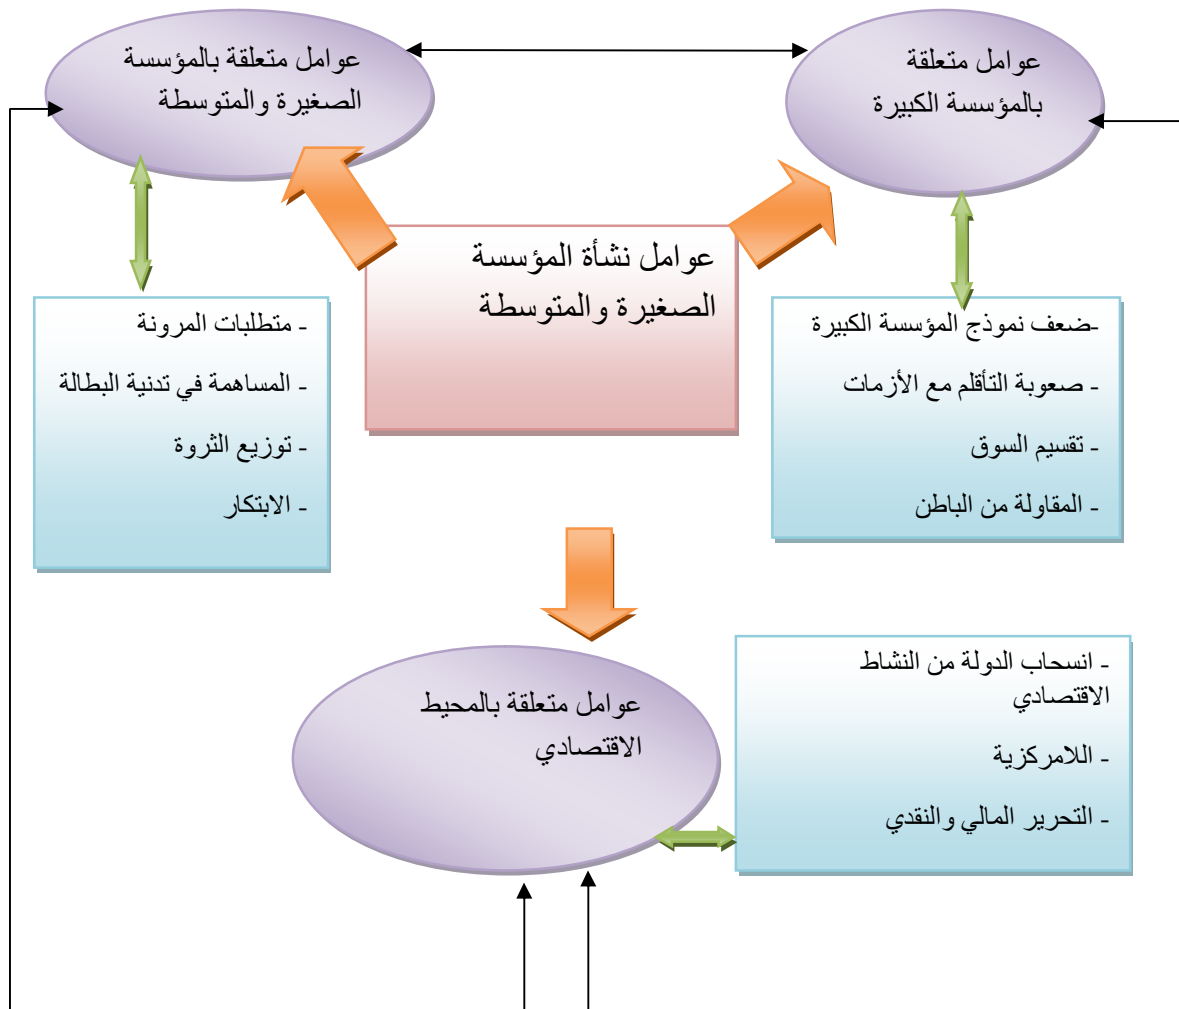 عوامل متعلقة
بالمؤسسة الكبيرة
عوامل متعلقة بالمؤسسة
الصغيرة والمتوسطة
عوامل نشأة المؤسسة
الصغيرة والمتوسطة
-ضعف نموذج المؤسسة الكبيرة
- صعوبة التأقلم مع الأزمات
- تقسيم السوق
- المقاولة من الباطن
- متطلبات المرونة
- المساهمة في تدنية البطالة
- توزيع الثروة
- الابتكار
عوامل متعلقة بالمحيط
الاقتصادي
- انسحاب الدولة من النشاط
الاقتصادي
- اللامركزية
- التحرير المالي والنقدي